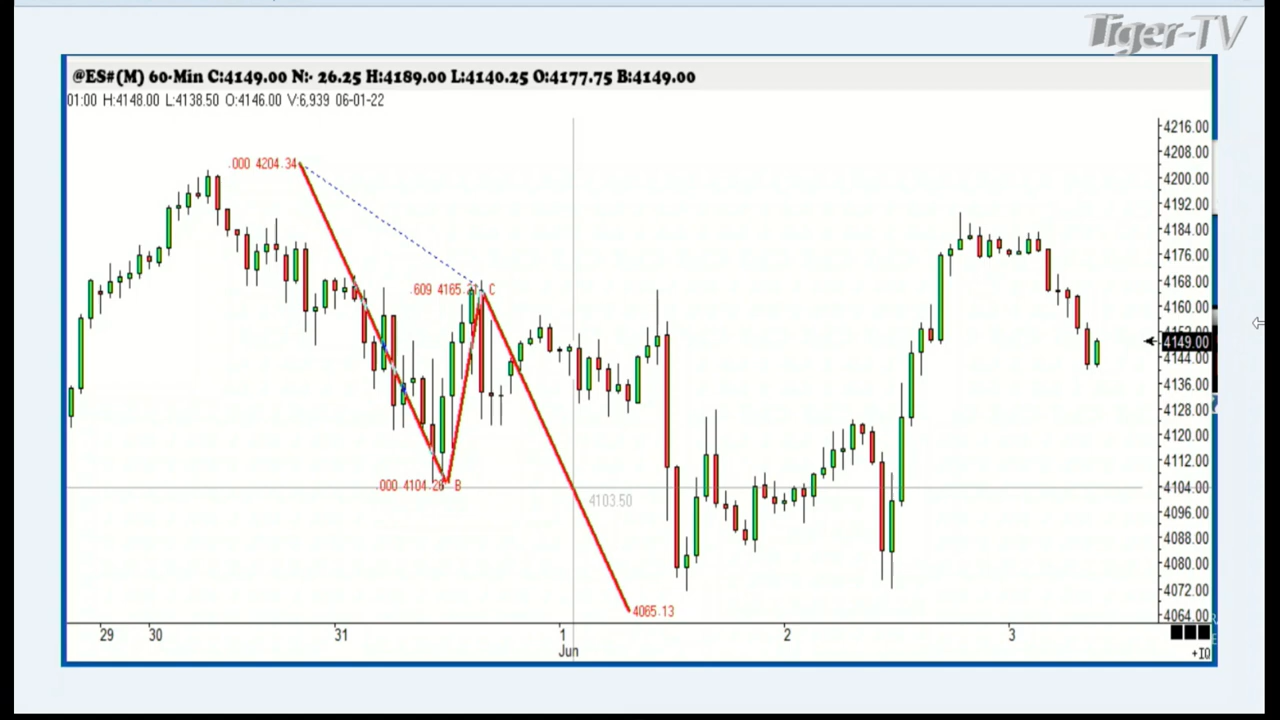 Tiger-TV
@ES#(M) 60-Min C:4149.00 N:- 26.25 H:4189.00 L:4140.25 O:4177.75 B:4149.00
01:00 H:4148.00 L:4138.50 O:4146.00 V:6,939 06-01-22
4216.00
4208.00
.000 4204.34
4200.00
4192.00
4184.00
4176.00
4168.00
.609 C
4160.00
4149.00
4144.00
4136.00
4128.00
4120.00
4112.00
.000 B
4104.00
4103.50
4096.00
4088.00
4080.00
4072.00
4065.13
4064.00
29 30 31 1 2 3
Jun
+IQ